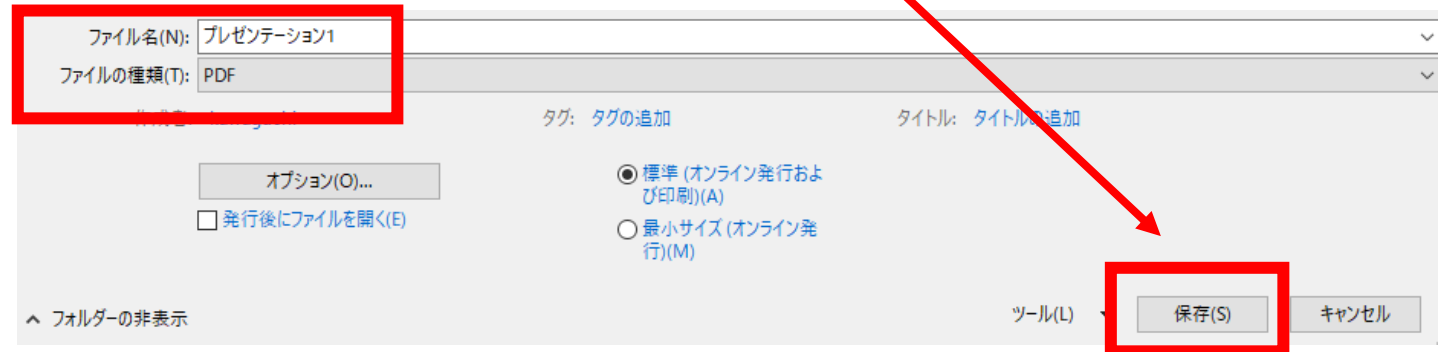 ファイル名(N): プレゼンテーション1
ファイルの種類(T): PDF
タグ: タグの追加 タイトル: タイトルの追加
オプション(O)...
発行後にファイルを開く(E)
標準 (オンライン発行およ
び印刷)(A)
最小サイズ (オンライン発
行)(M)
フォルダーの非表示 ツール(L) 保存(S) キャンセル